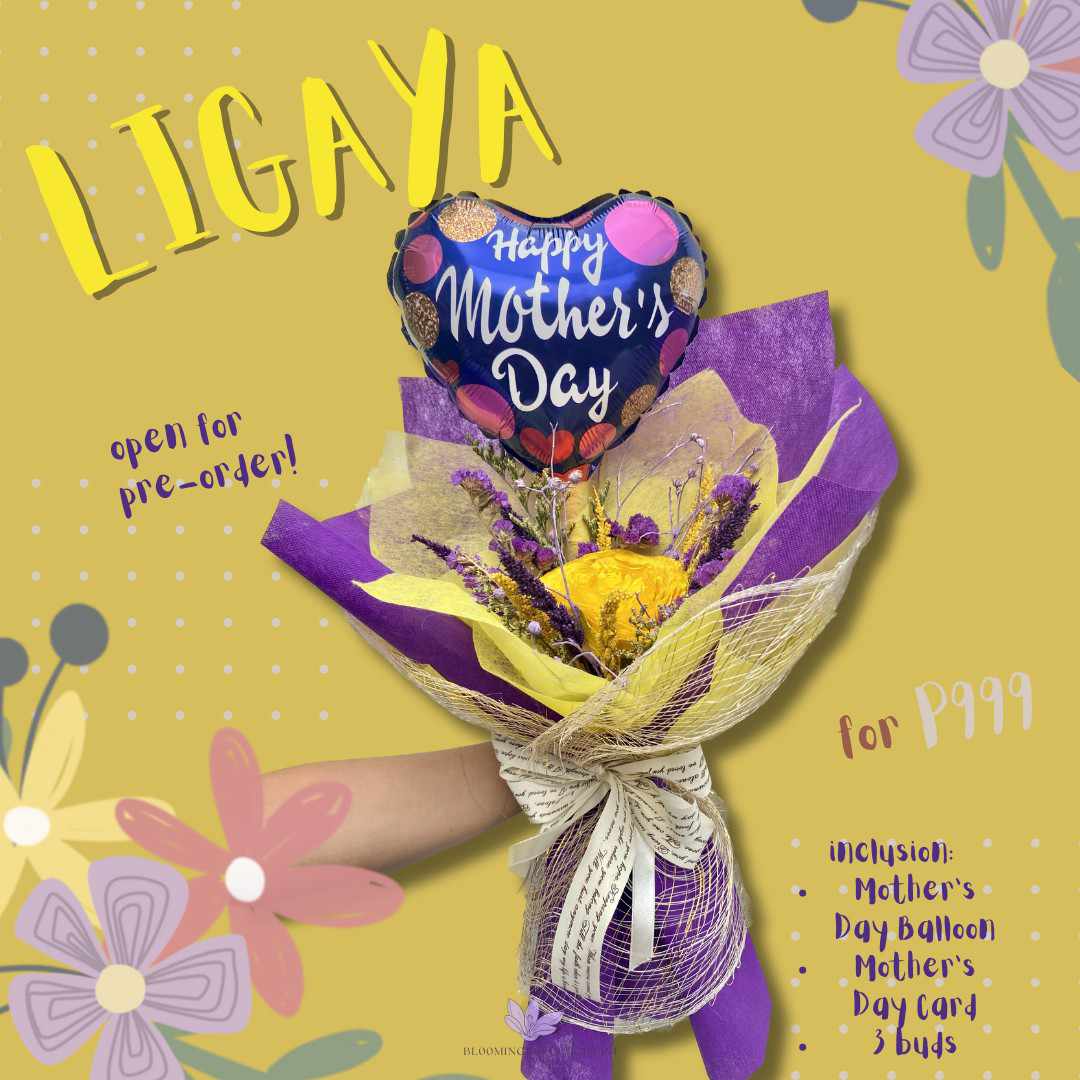 LIGAYA
Happy
Mother's
Day
open for
pre-order!
for P999
inclusion:
• Mother's
Day Balloon
• Mother's
Day Card
• 3 buds
BLOOMING